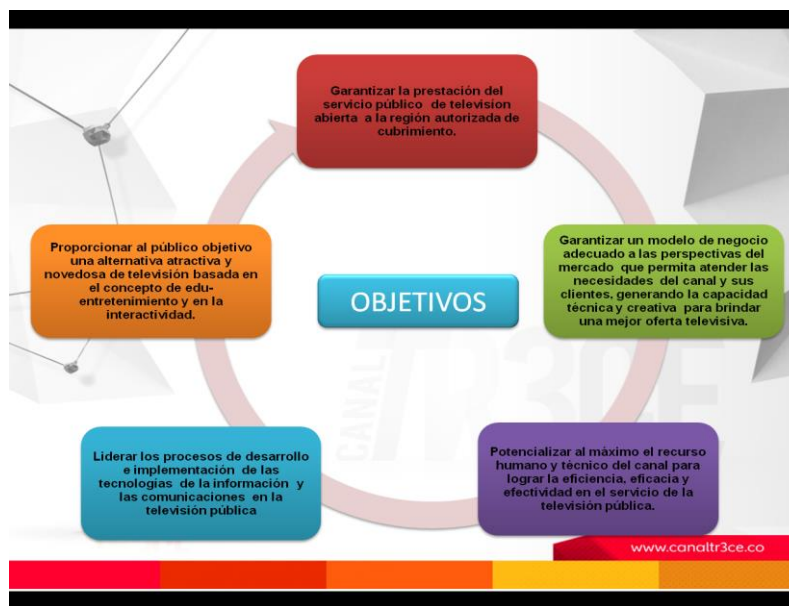 Garantizar la prestación del
servicio público de television
abierta a la región autorizada de
cubrimiento.
Proporcionar al público objetivo
una alternativa atractiva y
novedosa de televisión basada en
el concepto de edu-
entretenimiento y en la
interactividad.
OBJETIVOS
Garantizar un modelo de negocio
adecuado a las perspectivas del
mercado que permita atender las
necesidades del canal y sus
clientes, generando la capacidad
técnica y creativa para brindar
una mejor oferta televisiva.
CANAL
TR3CE
Liderar los procesos de desarrollo
e implementación de las
tecnologías de la información y
las comunicaciones en la
televisión pública
Potencializar al máximo el recurso
humano y técnico del canal para
lograr la eficiencia, eficacia y
efectividad en el servicio de la
televisión pública.
www.canaltr3ce.co